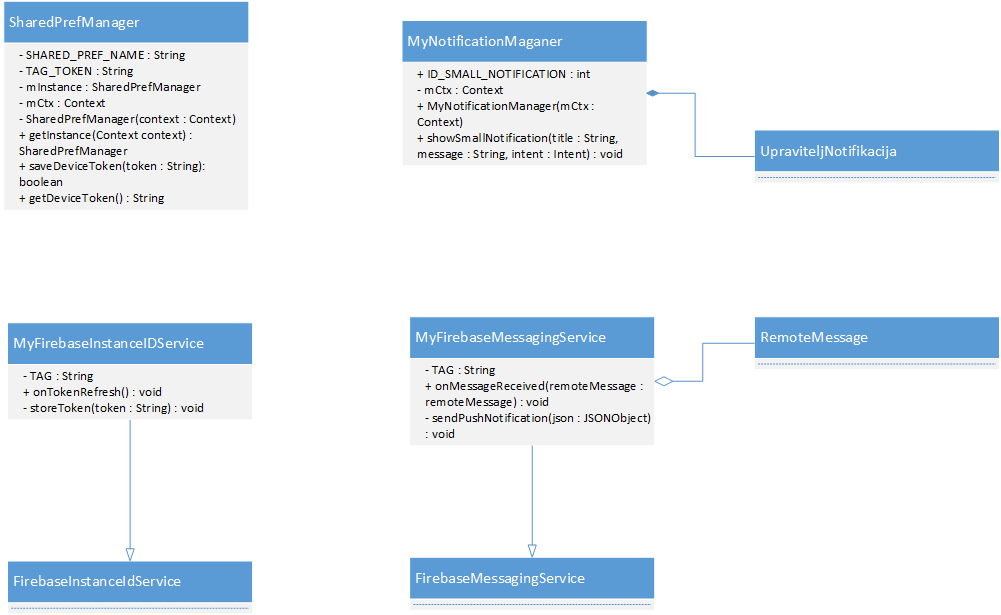 SharedPrefManager
- SHARED_PREF_NAME : String
- TAG_TOKEN : String
- mInstance : SharedPrefManager
- mCtx : Context
- SharedPrefManager(context : Context)
+ getInstance(Context context) :
SharedPrefManager
+ saveDeviceToken(token : String):
boolean
+ getDeviceToken() : String
MyNotificationMaganer
+ ID_SMALL_NOTIFICATION : int
- mCtx : Context
+ MyNotificationManager(mCtx :
Context)
+ showSmallNotification(title : String,
message : String, intent : Intent) : void
UpraviteljNotifikacija
MyFirebaseInstanceIDService
- TAG : String
+ onTokenRefresh() : void
- storeToken(token : String) : void
MyFirebaseMessagingService
- TAG : String
+ onMessageReceived(remoteMessage :
remoteMessage) : void
- sendPushNotification(json : JSONObject)
: void
RemoteMessage
FirebaseInstanceIdService
FirebaseMessagingService